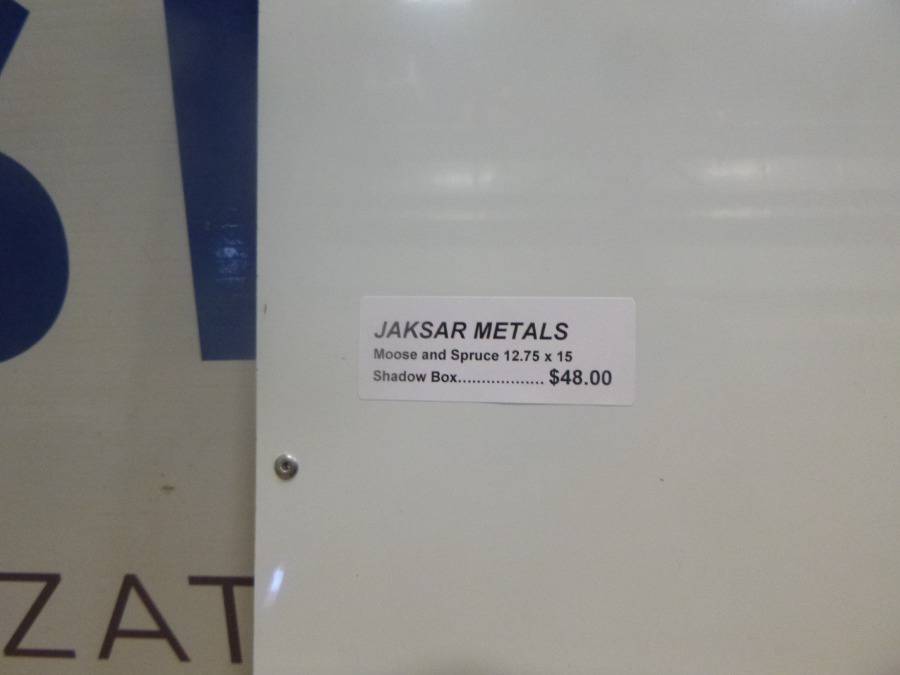 JAKSAR METALS
Moose and Spruce 12.75 x 15
Shadow Box.................. $48.00
ZAT